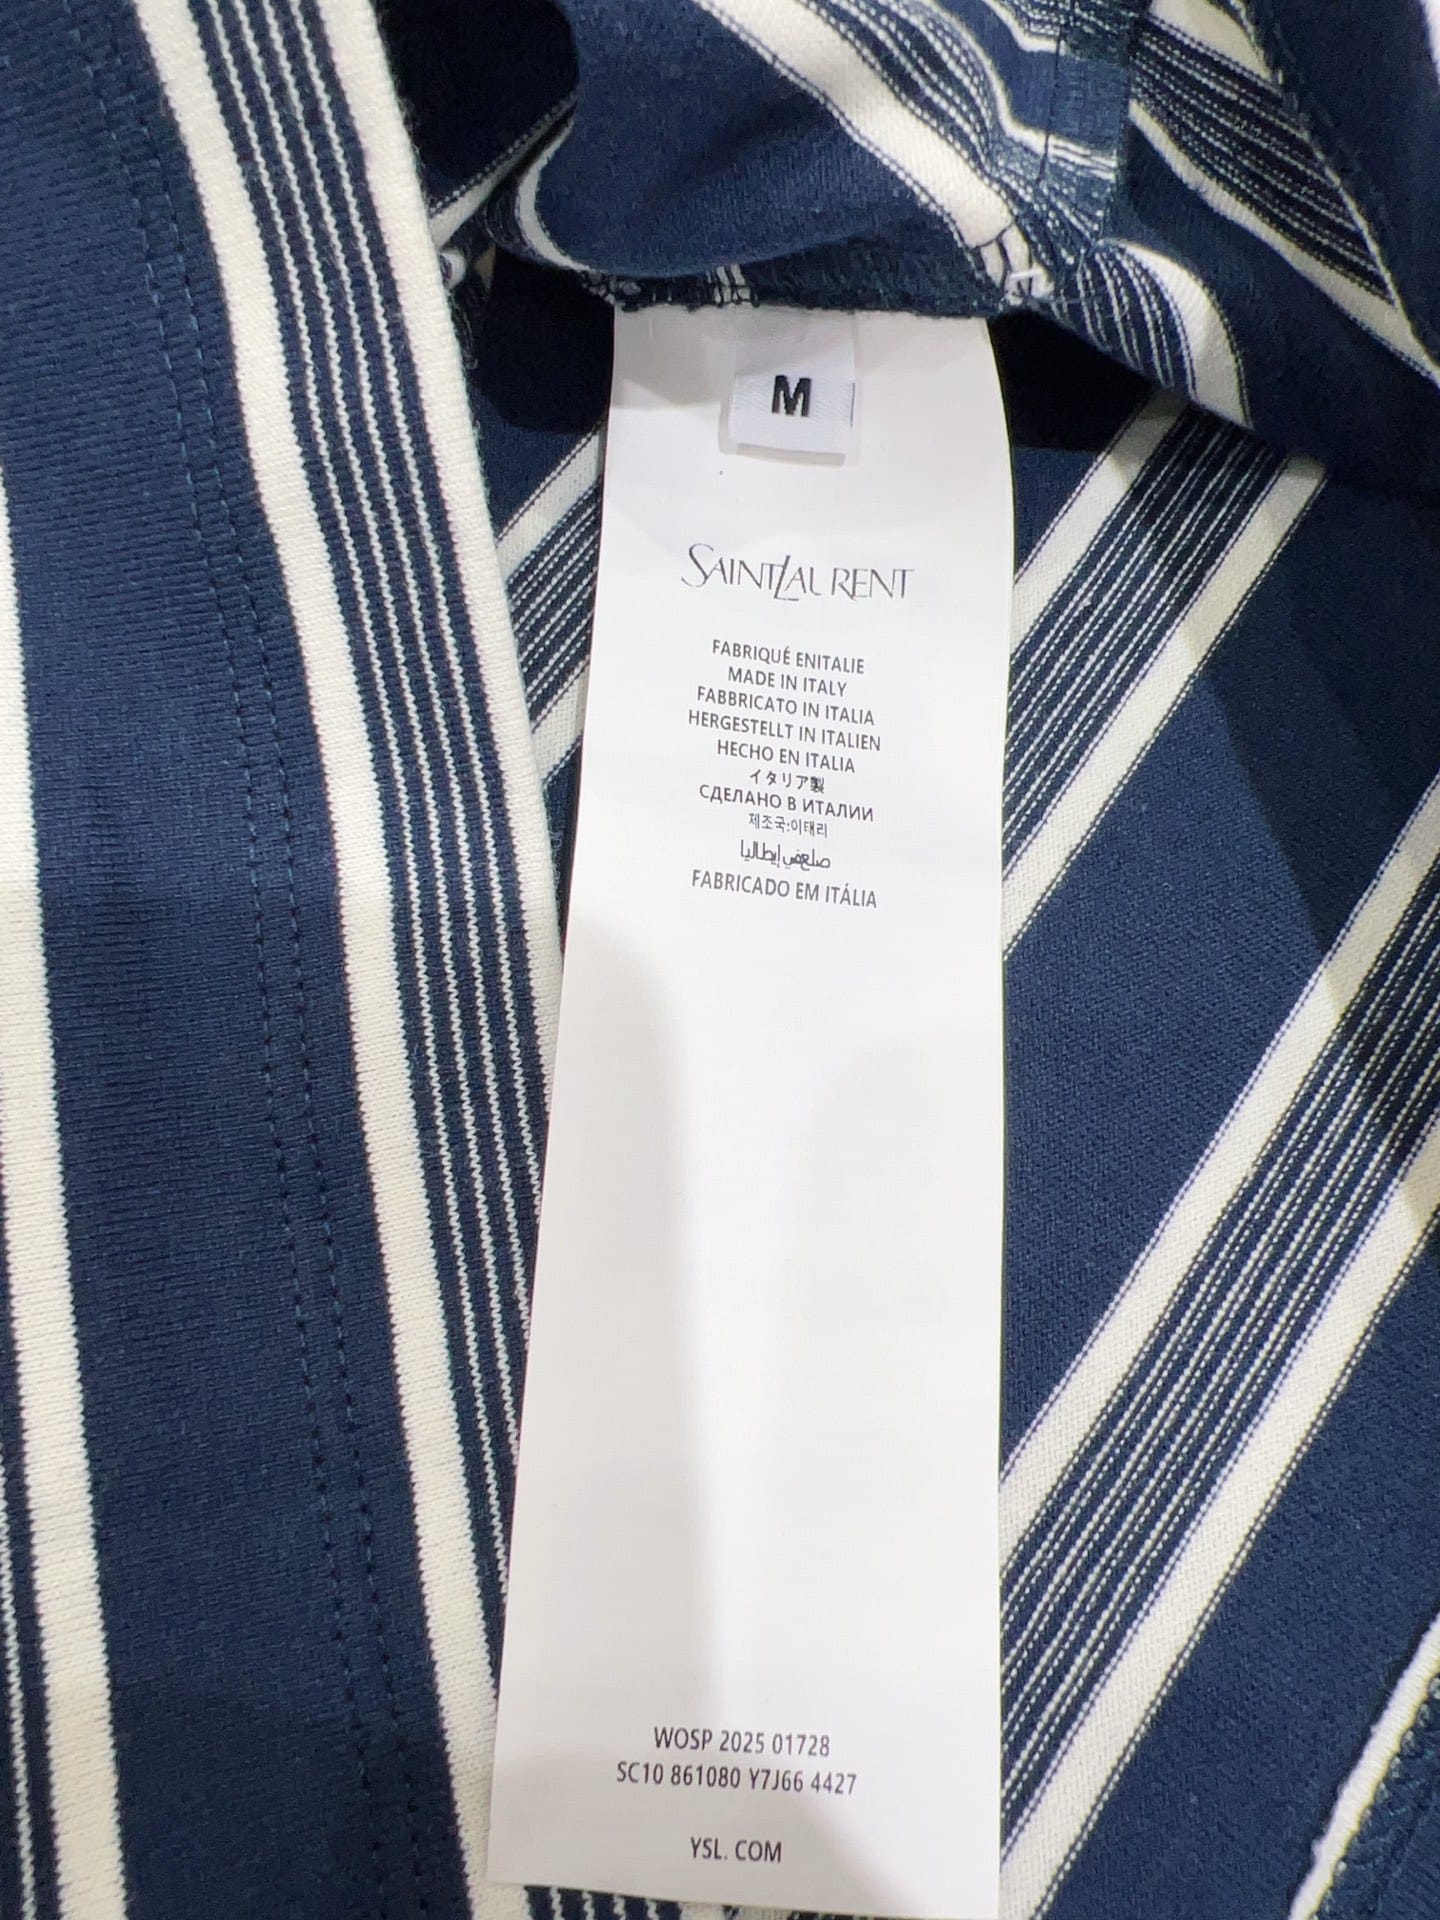 M
SAINT LAURENT
FABRIQUÉ ENITALIE
MADE IN ITALY
FABBRICATO IN ITALIA
HERGESTELLT IN ITALIEN
HECHO EN ITALIA
イタリア製
СДЕЛАНО В ИТАЛИИ
제조국:이태리
إيطاليا
FABRICADO EM ITÁLIA
WOSP 2025 01728
SC10 861080 Y7J66 4427
YSL. COM